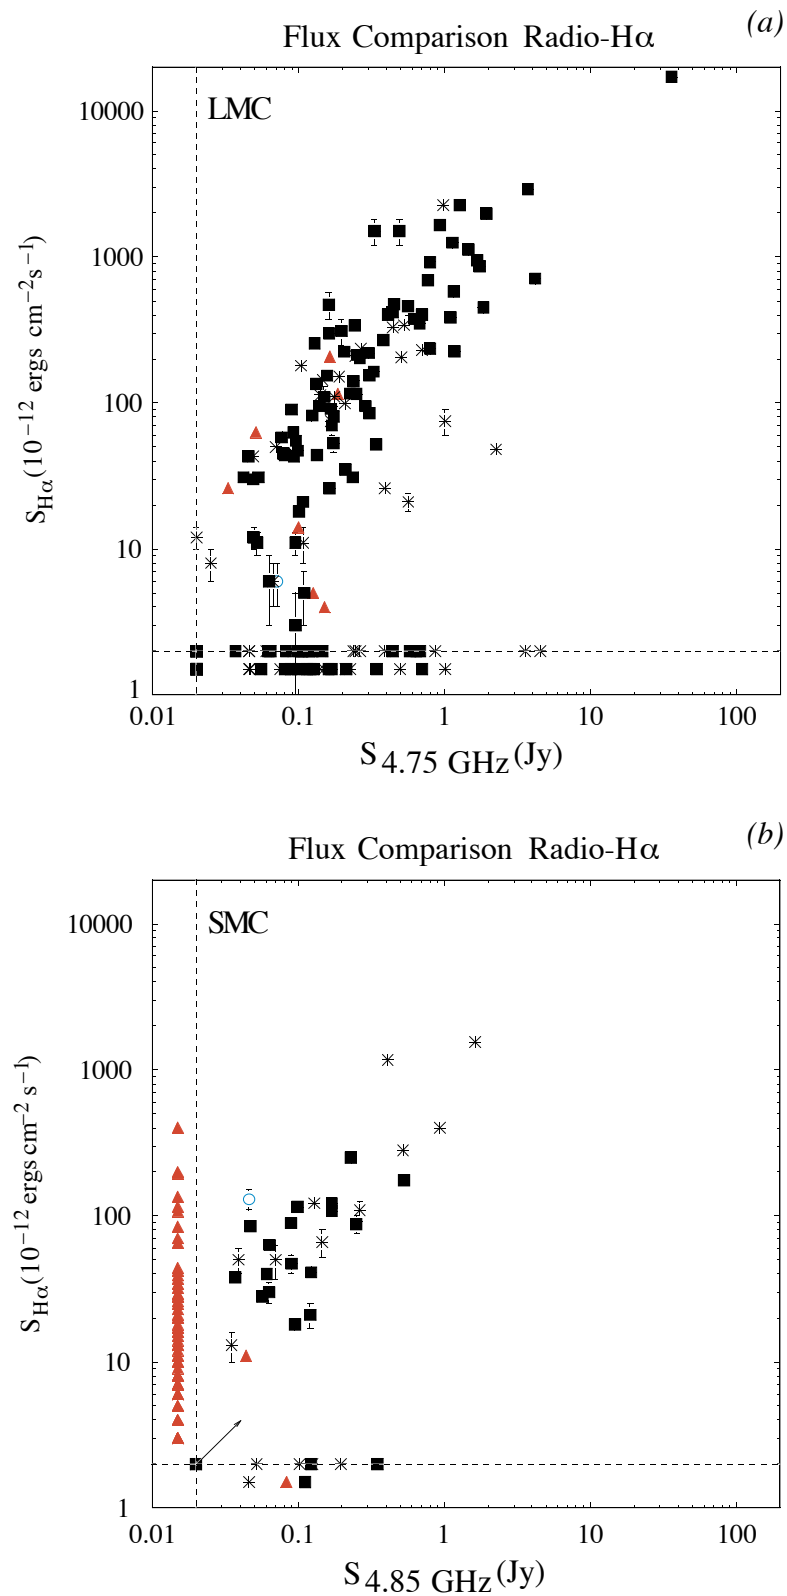 (a)
Flux Comparison Radio-Hα
LMC
10000
1000
100
10
1
S_Hα (10⁻¹² ergs cm⁻²s⁻¹)
0.01 0.1 1 10 100
S 4.75 GHz (Jy)
(b)
Flux Comparison Radio-Hα
SMC
10000
1000
100
10
1
S_Hα (10⁻¹² ergs cm⁻² s⁻¹)
0.01 0.1 1 10 100
S 4.85 GHz (Jy)